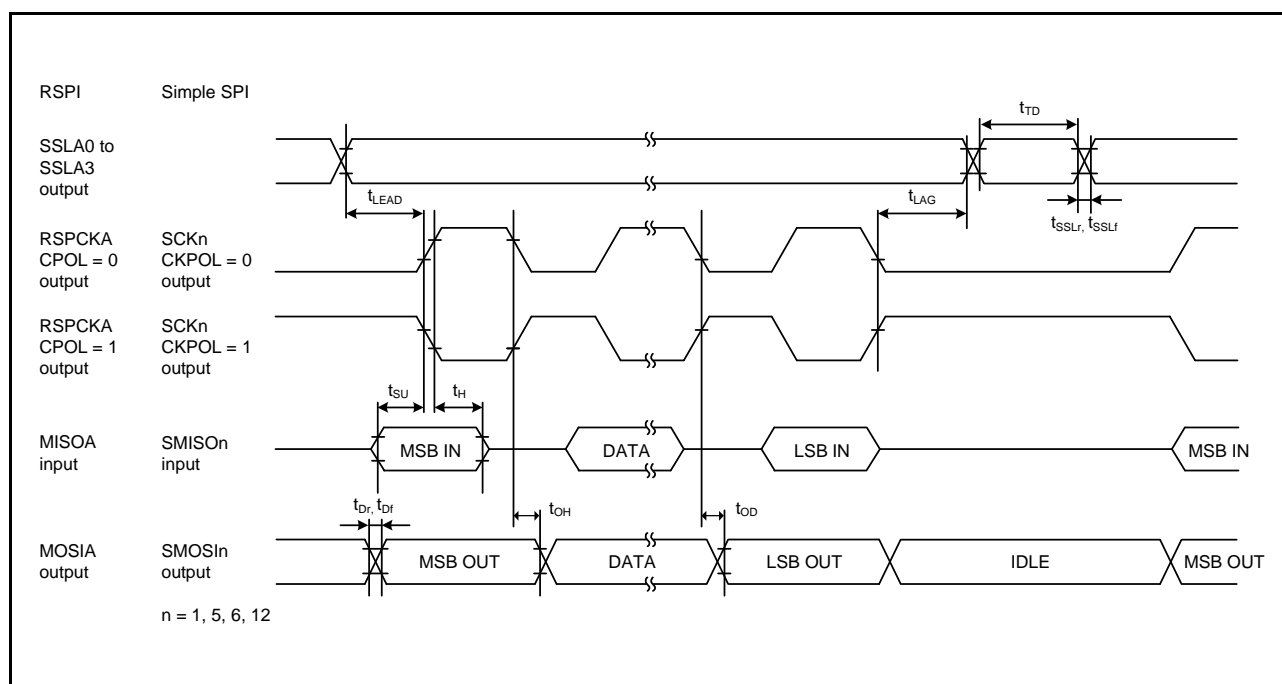 RSPI Simple SPI
tTD
SSLA0 to
SSLA3
output
tLEAD
tLAG
tSSLr, tSSLf
RSPCKA SCKn
CPOL = 0 CKPOL = 0
output output
RSPCKA SCKn
CPOL = 1 CKPOL = 1
output output
tSU tH
MISOA SMISOn
input input
MSB IN DATA LSB IN MSB IN
tDr, tDf
tOH tOD
MOSIA SMOSIn
output output
MSB OUT DATA LSB OUT IDLE MSB OUT
n = 1, 5, 6, 12